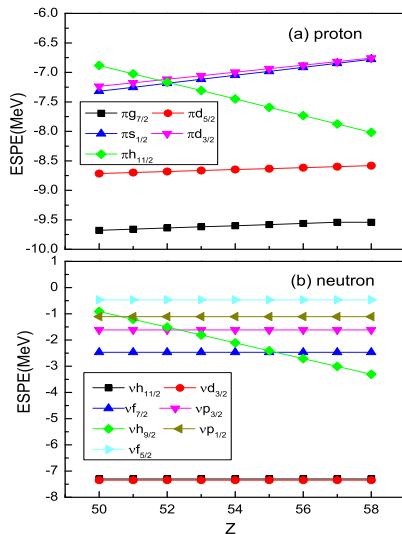 -6.0
(a) proton
-6.5
-7.0
-7.5
-8.0
-8.5
-9.0
-9.5
-10.0
ESPE(MeV)
πg7/2 πd5/2
πs1/2 πd3/2
πh11/2
1
(b) neutron
0
-1
-2
-3
-4
-5
-6
-7
-8
ESPE(MeV)
νh11/2 νd3/2
νf7/2 νp3/2
νh9/2 νp1/2
νf5/2
50 52 54 56 58
Z